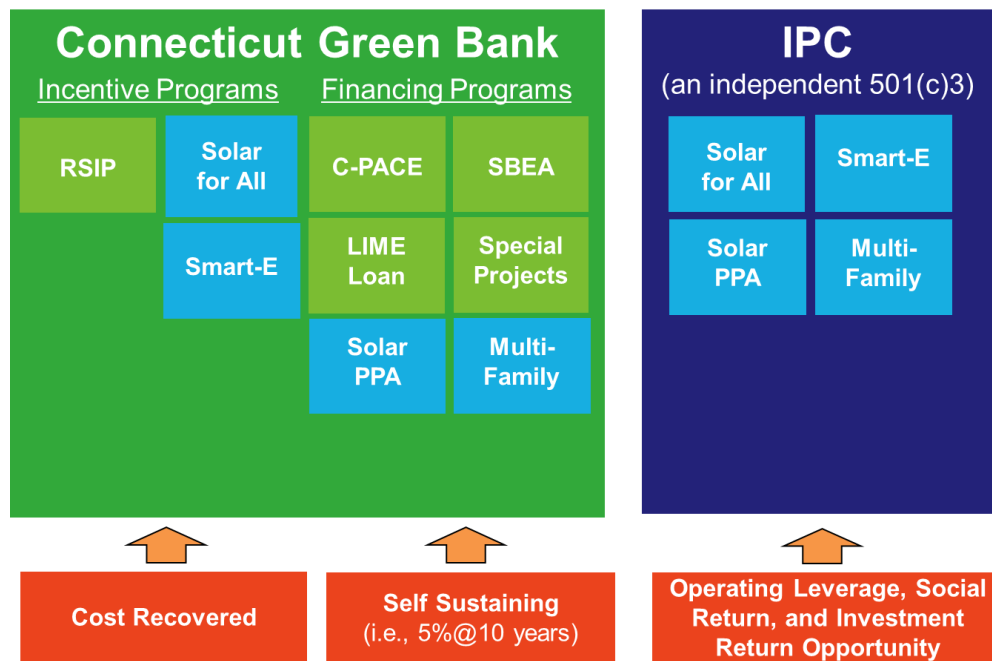 Connecticut Green Bank
Incentive Programs
Financing Programs
RSIP
Solar
for All
Smart-E
C-PACE
SBEA
LIME
Loan
Special
Projects
Solar
PPA
Multi-
Family
IPC
(an independent 501(c)3)
Solar
for All
Smart-E
Solar
PPA
Multi-
Family
Cost Recovered
Self Sustaining
(i.e., 5%@10 years)
Operating Leverage, Social
Return, and Investment
Return Opportunity